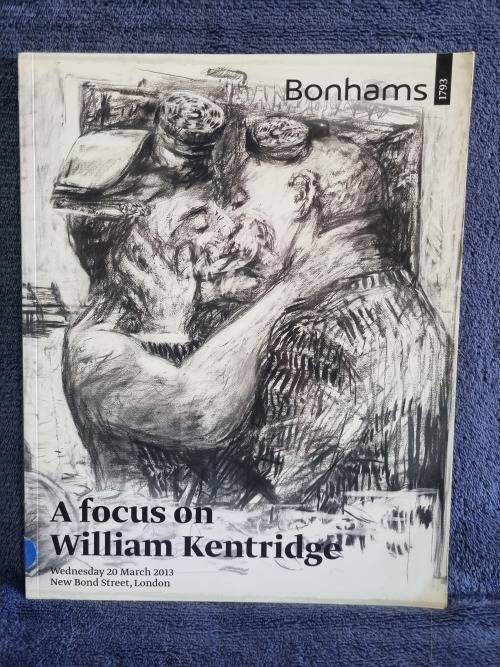 Bonhams
1793
A focus on
William Kentridge
Wednesday 20 March 2013
New Bond Street, London